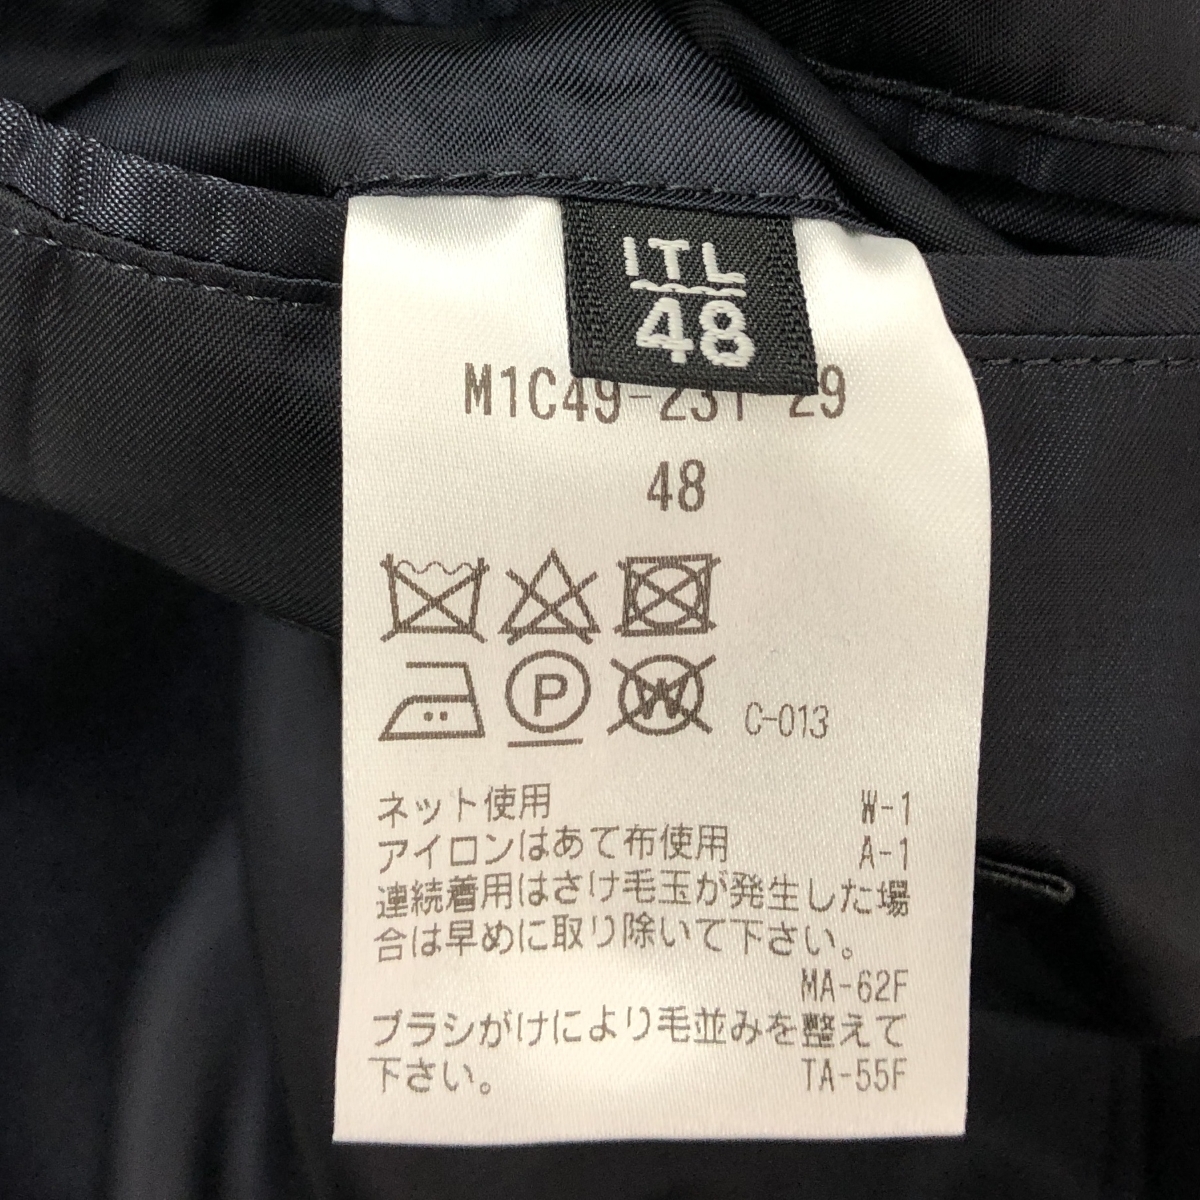 ITL
48
M1C49-231-29
48
P
W
C-013
ネット使用 W-1
アイロンはあて布使用 A-1
連続着用はさけ毛玉が発生した場
合は早めに取り除いて下さい。
MA-62F
ブラシがけにより毛並みを整えて
下さい。 TA-55F